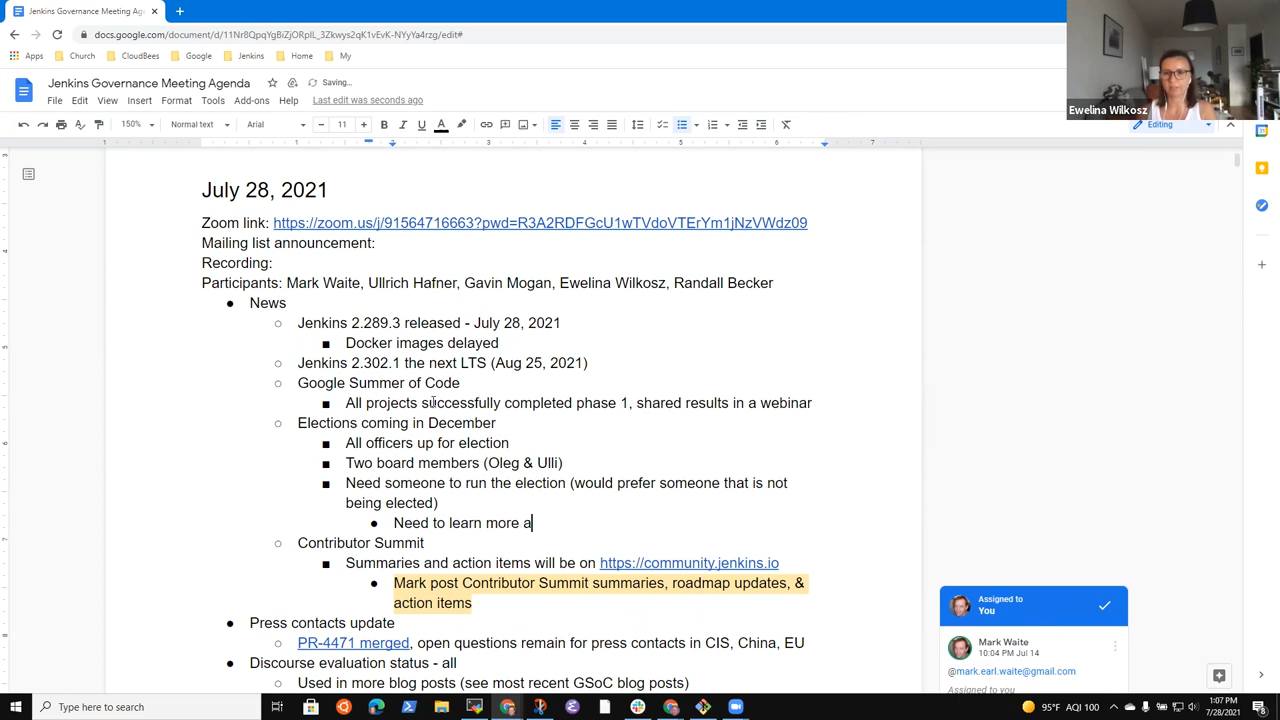 Jenkins Governance Meeting Agend
docs.google.com/document/d/11Nr8QpqYgBiZjORpIL_3Zkwys2qK1vEvK-NYyYa4rzg/edit#
Apps Church CloudBees Google Jenkins Home My
Jenkins Governance Meeting Agenda Saving...
File Edit View Insert Format Tools Add-ons Help Last edit was seconds ago
150% Normal text Arial 11 Editing
Ewelina Wilkosz
July 28, 2021
Zoom link: https://zoom.us/j/91564716663?pwd=R3A2RDFGcU1wTVdoVTErYm1jNzVWdz09
Mailing list announcement:
Recording:
Participants: Mark Waite, Ullrich Hafner, Gavin Mogan, Ewelina Wilkosz, Randall Becker
● News
○ Jenkins 2.289.3 released - July 28, 2021
■ Docker images delayed
○ Jenkins 2.302.1 the next LTS (Aug 25, 2021)
○ Google Summer of Code
■ All projects successfully completed phase 1, shared results in a webinar
○ Elections coming in December
■ All officers up for election
■ Two board members (Oleg & Ulli)
■ Need someone to run the election (would prefer someone that is not
being elected)
● Need to learn more a
○ Contributor Summit
■ Summaries and action items will be on https://community.jenkins.io
● Mark post Contributor Summit summaries, roadmap updates, &
action items
● Press contacts update
○ PR-4471 merged, open questions remain for press contacts in CIS, China, EU
● Discourse evaluation status - all
○ Used in more blog posts (see most recent GSoC blog posts)
Assigned to
You
Mark Waite
10:04 PM Jul 14
@mark.earl.waite@gmail.com
Assigned to you
Type here to search
95°F AQI 100
1:07 PM
7/28/2021